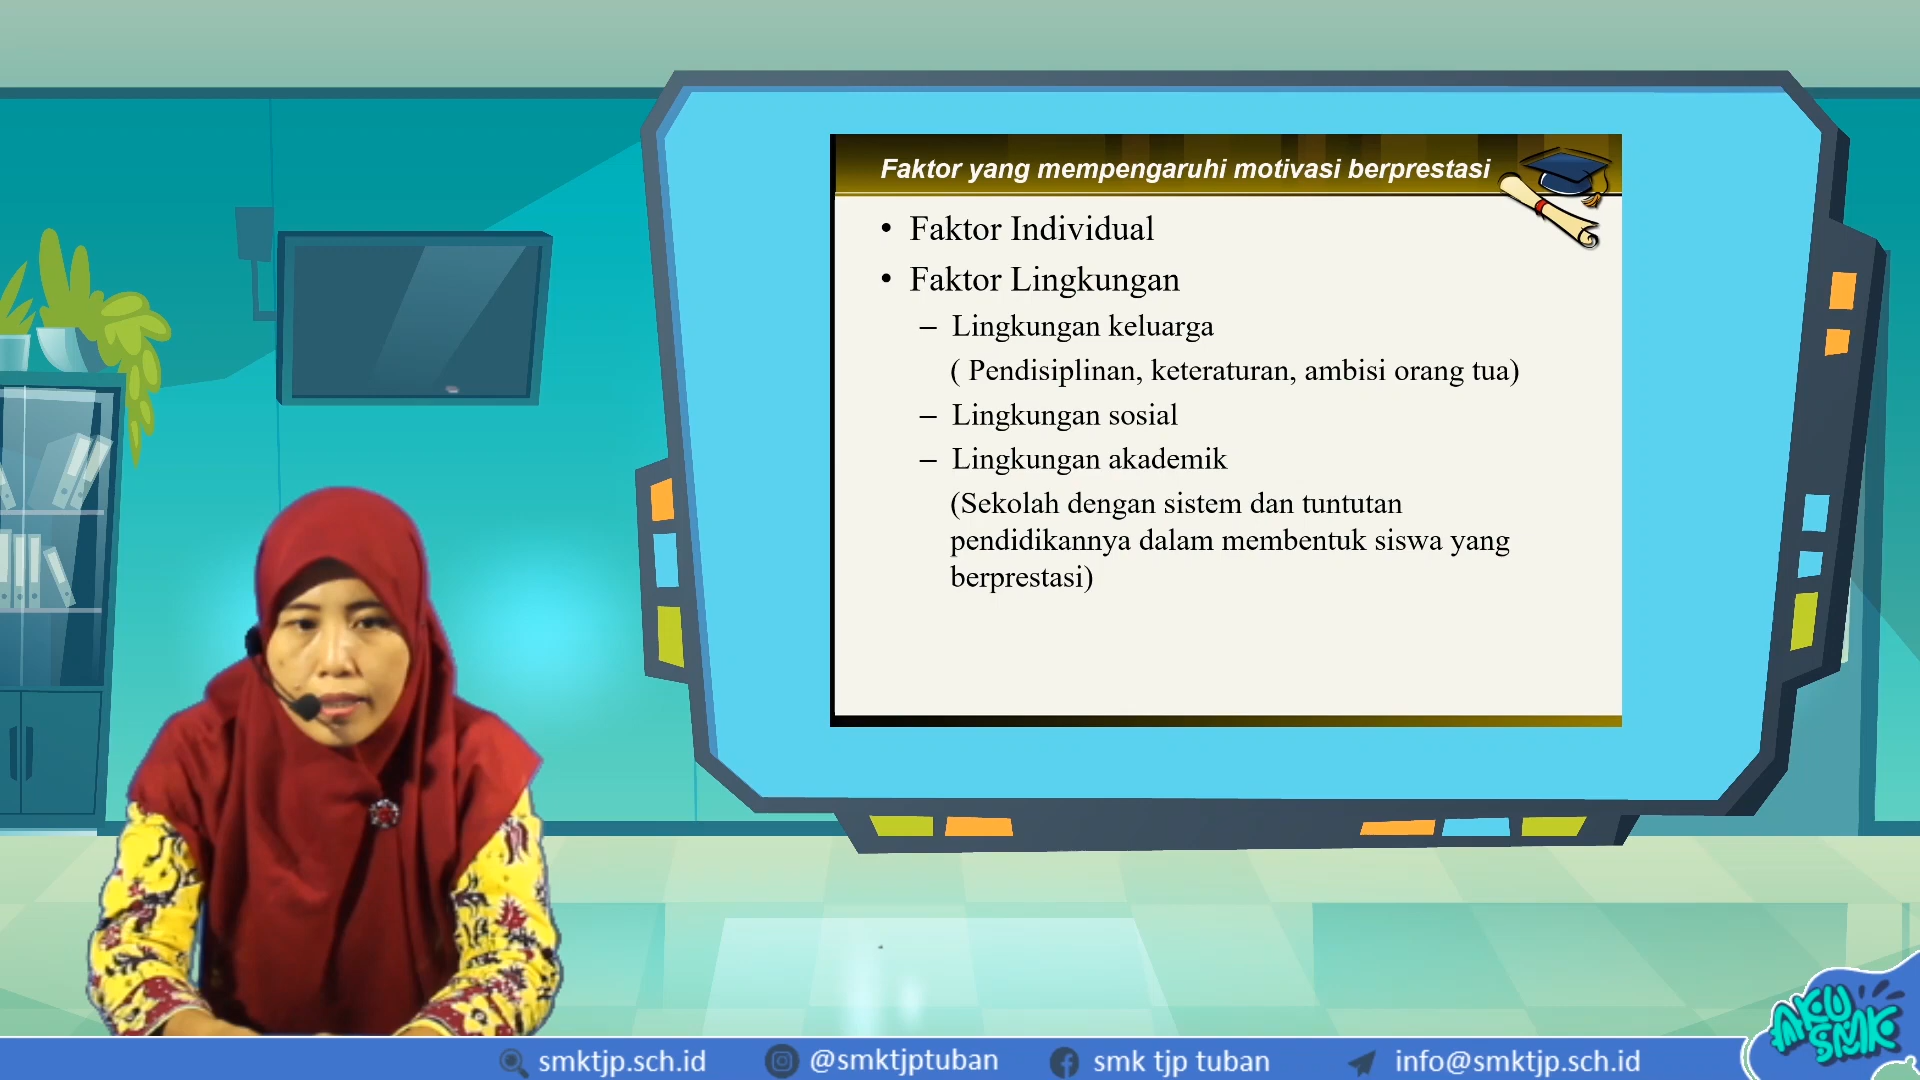 Faktor yang mempengaruhi motivasi berprestasi
• Faktor Individual
• Faktor Lingkungan
– Lingkungan keluarga
( Pendisiplinan, keteraturan, ambisi orang tua)
– Lingkungan sosial
– Lingkungan akademik
(Sekolah dengan sistem dan tuntutan
pendidikannya dalam membentuk siswa yang
berprestasi)
smktjp.sch.id
@smktjptuban
smk tjp tuban
info@smktjp.sch.id
AKU
SMK